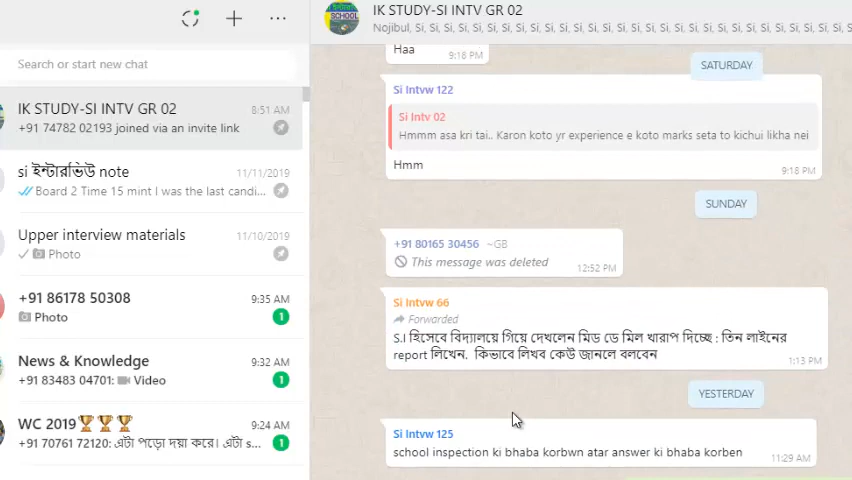 IK STUDY-SI INTV GR 02
Nojibul, Si, Si, Si, Si, Si, Si, Si, Si, Si, Si, Si, Si, Si, Si, Si, Si, Si, Si,
Search or start new chat
IK STUDY-SI INTV GR 02
8:51 AM
+91 74782 02193 joined via an invite link
si ইন্টারভিউ note
11/11/2019
Board 2 Time 15 mint I was the last candi...
Upper interview materials
11/10/2019
Photo
+91 86178 50308
9:35 AM
Photo
1
News & Knowledge
9:32 AM
+91 83483 04701: Video
1
WC 2019🏆🏆🏆
9:24 AM
+91 70761 72120: এটা পড়ো দয়া করে। এটা s...
1
Haa
9:18 PM
SATURDAY
Si Intvw 122
Si Intv 02
Hmmm asa kri tai.. Karon koto yr experience e koto marks seta to kichui likha nei
Hmm
9:18 PM
SUNDAY
+91 80165 30456 ~GB
This message was deleted
12:52 PM
Si Intvw 66
Forwarded
S.I হিসেবে বিদ্যালয়ে গিয়ে দেখলেন মিড ডে মিল খারাপ দিচ্ছে : তিন লাইনের
report লিখেন. কিভাবে লিখব কেউ জানলে বলবেন
1:13 PM
YESTERDAY
Si Intvw 125
school inspection ki bhaba korbwn atar answer ki bhaba korben
11:29 AM